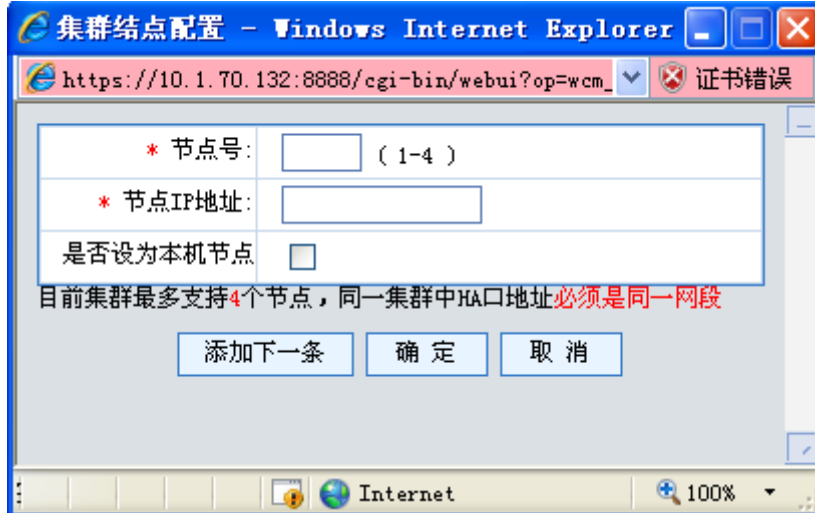 集群结点配置 - Windows Internet Explorer
https://10.1.70.132:8888/cgi-bin/webui?op=wcm_ 证书错误
* 节点号: ( 1-4 )
* 节点IP地址:
是否设为本机节点
目前集群最多支持4个节点，同一集群中HA口地址必须是同一网段
添加下一条 确 定 取 消
Internet 100%